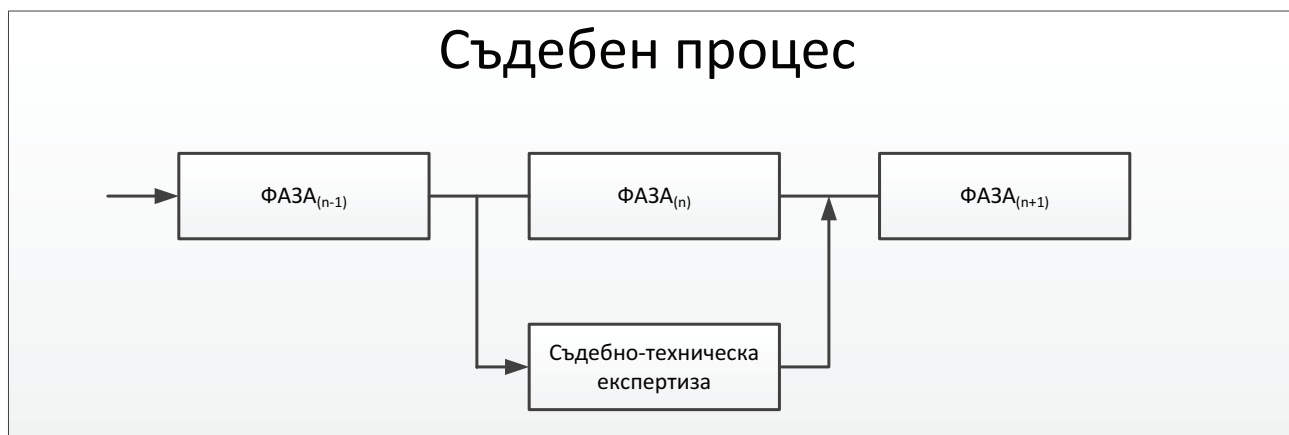 Съдебен процес
ФАЗА(n-1)
ФАЗА(n)
ФАЗА(n+1)
Съдебно-техническа
експертиза